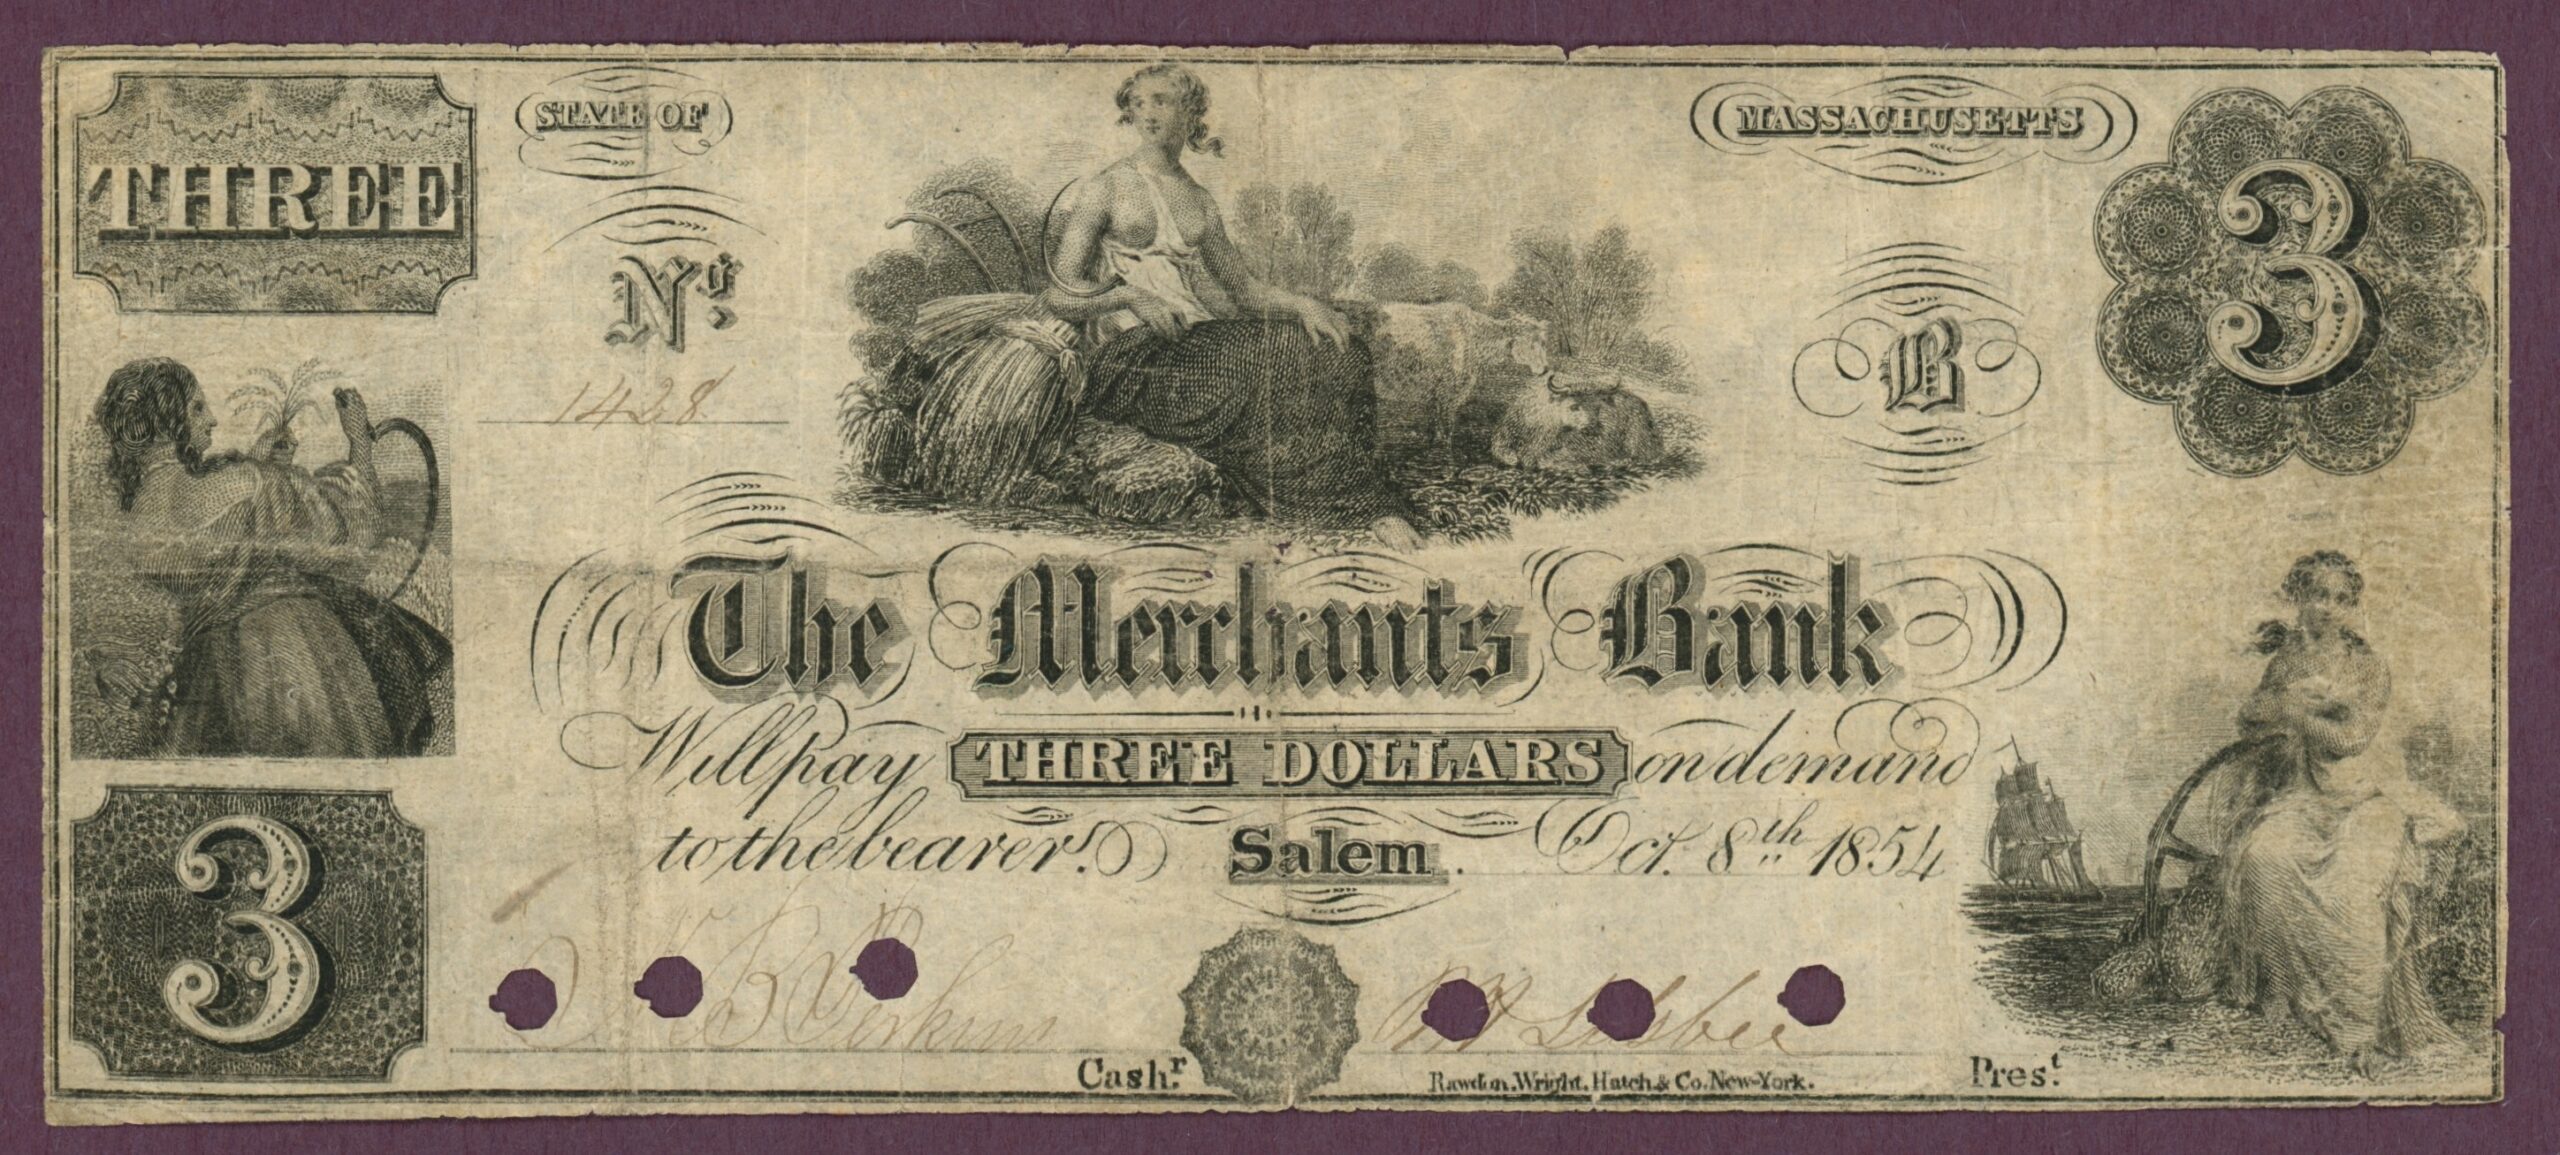 THREE
STATE OF
MASSACHUSETTS
3
No.
1428
B
The Merchants Bank
Will pay THREE DOLLARS on demand
to the bearer. Salem. Oct. 8th 1854
3
Perkins
Cashr.
Rawdon, Wright, Hatch & Co. New-York.
Prest.